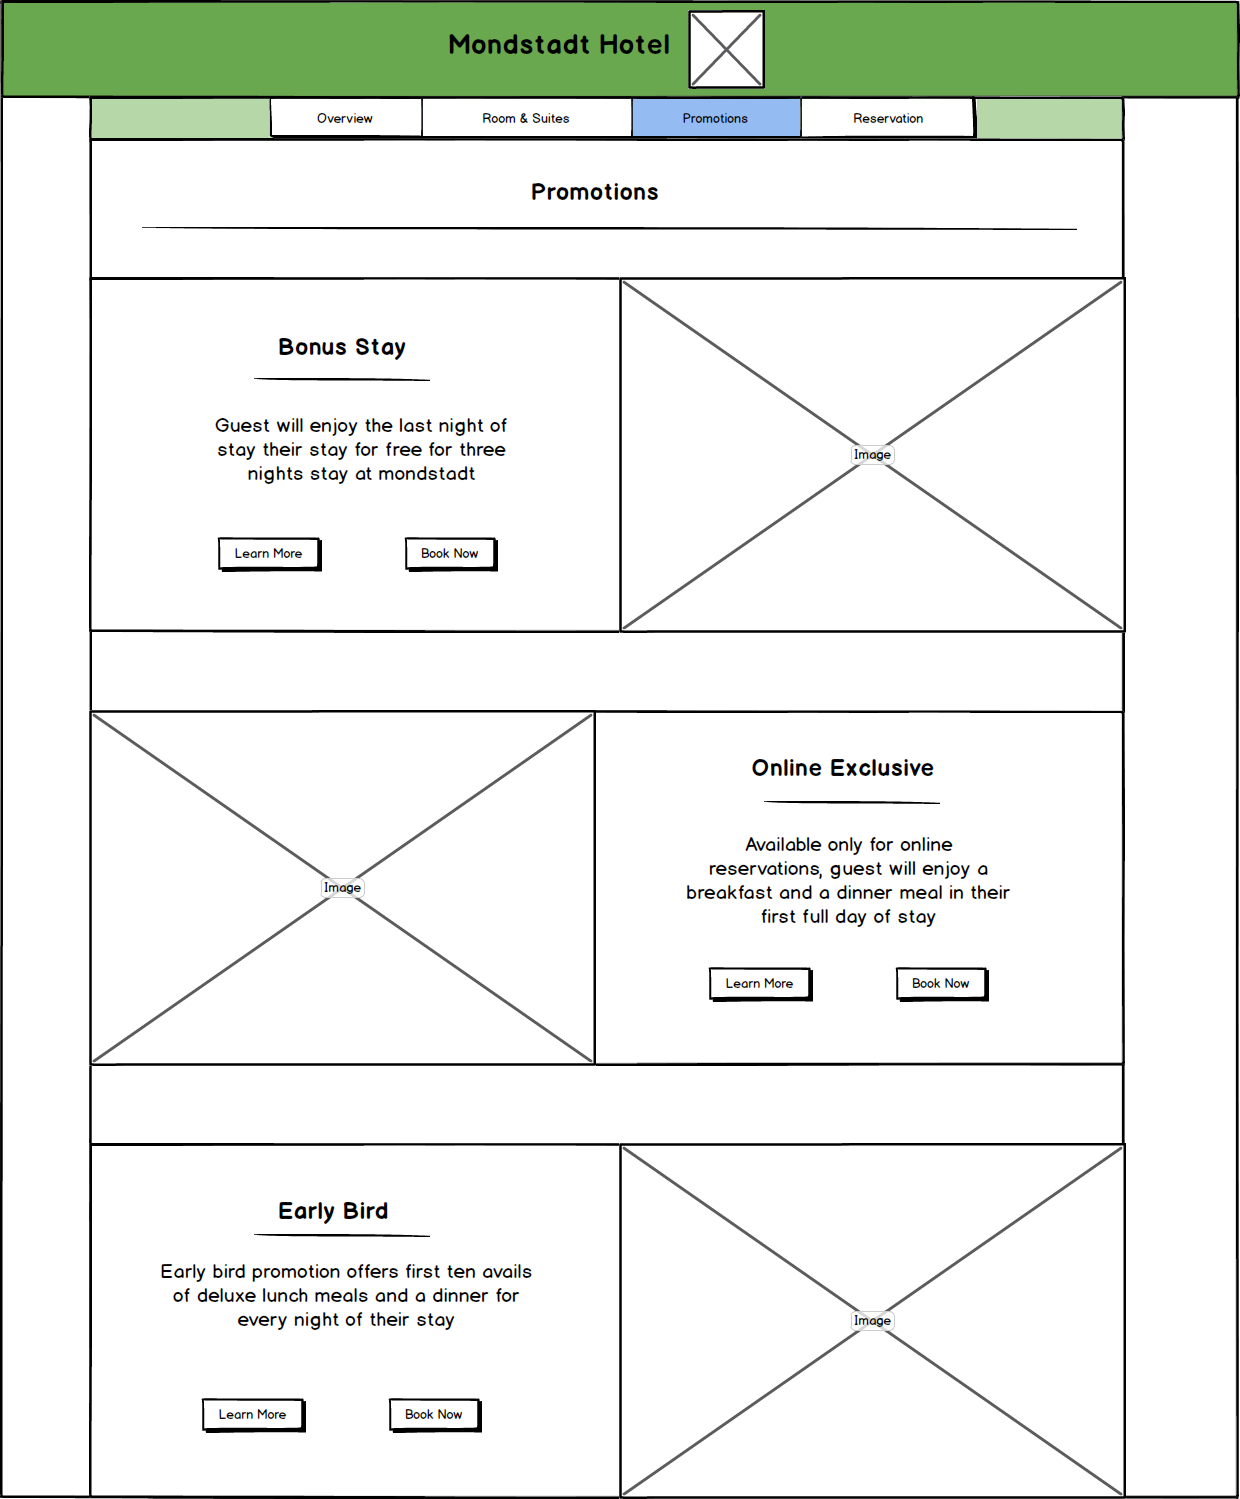 Mondstadt Hotel
Overview
Room & Suites
Promotions
Reservation
Promotions
Bonus Stay
Guest will enjoy the last night of
stay their stay for free for three
nights stay at mondstadt
Learn More
Book Now
Image
Image
Online Exclusive
Available only for online
reservations, guest will enjoy a
breakfast and a dinner meal in their
first full day of stay
Learn More
Book Now
Early Bird
Early bird promotion offers first ten avails
of deluxe lunch meals and a dinner for
every night of their stay
Learn More
Book Now
Image